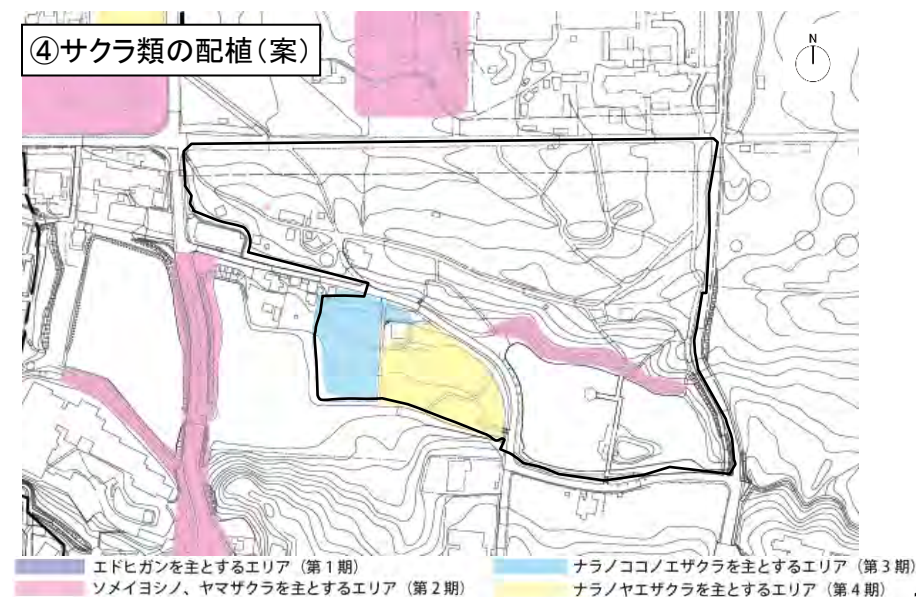 ④サクラ類の配植(案)
N
エドヒガンを主とするエリア(第1期)
ソメイヨシノ、ヤマザクラを主とするエリア(第2期)
ナラノココノエザクラを主とするエリア(第3期)
ナラノヤエザクラを主とするエリア(第4期)